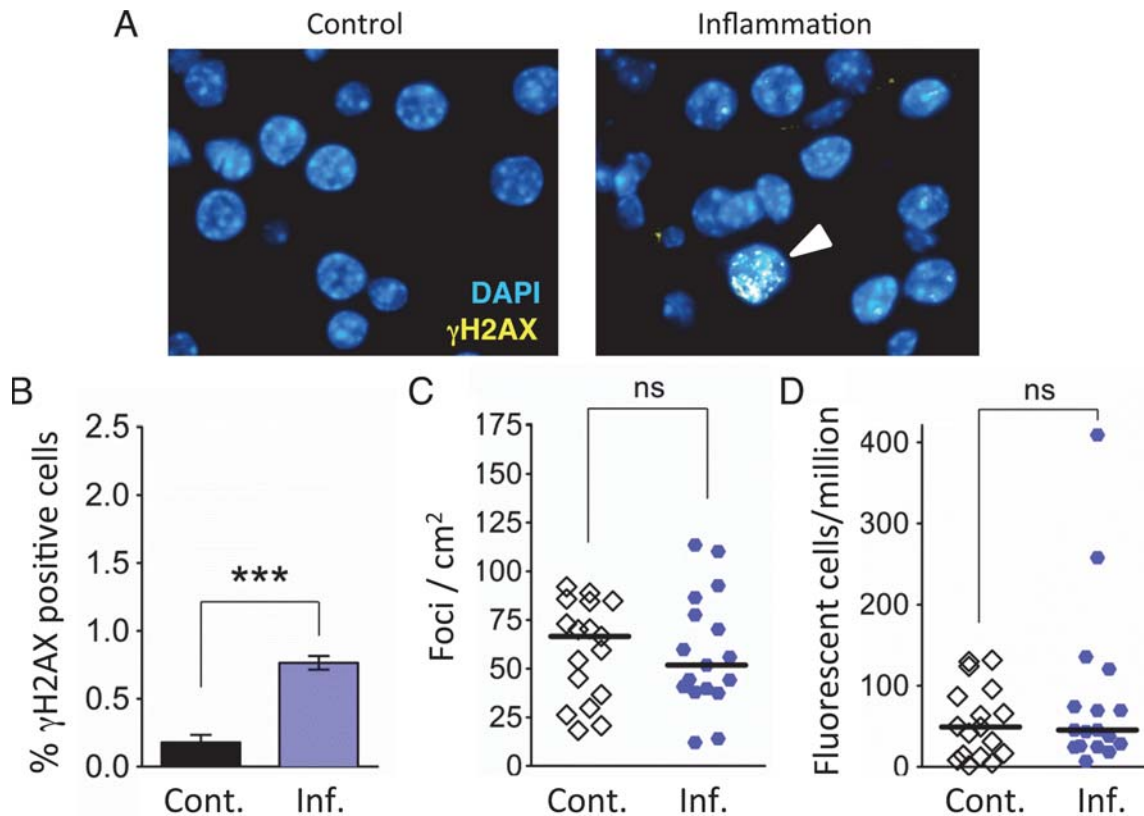 A
Control
Inflammation
DAPI
γH2AX
B
% γH2AX positive cells
2.5
2.0
1.5
1.0
0.5
0.0
***
Cont.
Inf.
C
ns
Foci / cm²
175
150
125
100
75
50
25
0
Cont.
Inf.
D
ns
Fluorescent cells/million
400
300
200
100
0
Cont.
Inf.